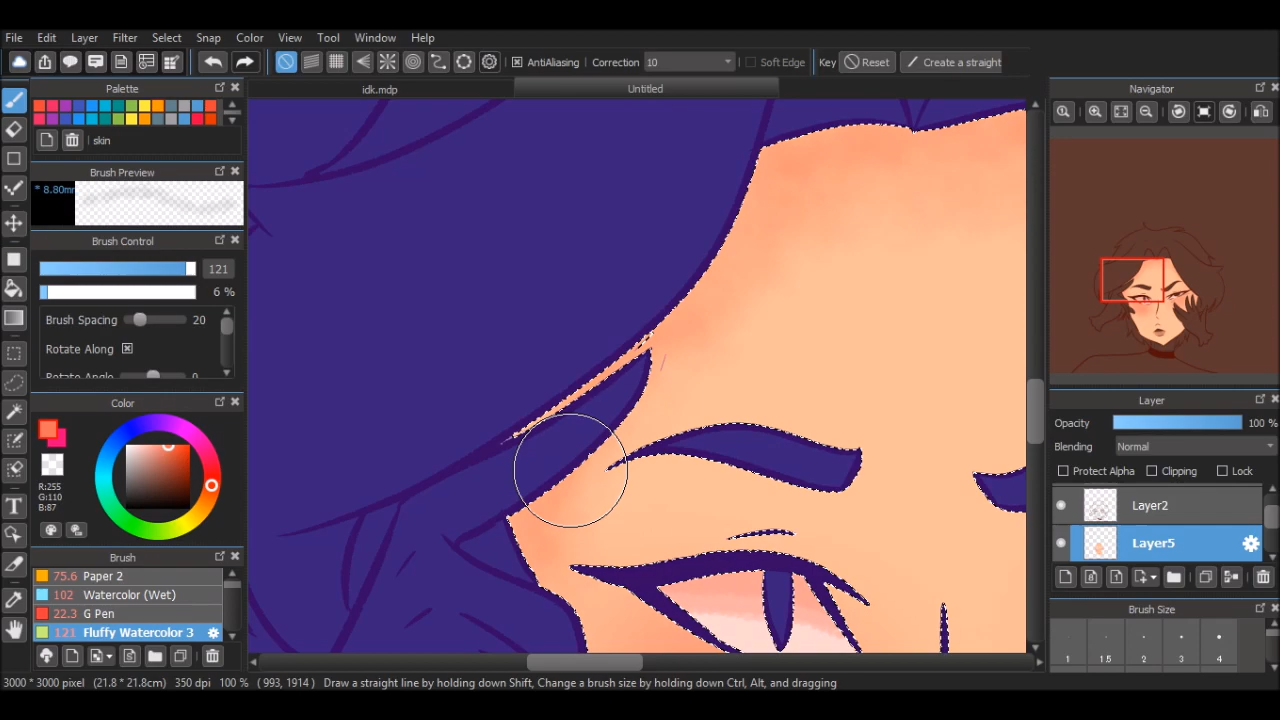 File Edit Layer Filter Select Snap Color View Tool Window Help
AntiAliasing Correction 10 Soft Edge Key Reset Create a straight
Palette
idk.mdp Untitled
Navigator
skin
Brush Preview
* 8.80mm
Brush Control
121
6 %
Brush Spacing 20
Rotate Along
Rotate Angle 0
Color
R:255
G:110
B:87
Brush
75.6 Paper 2
102 Watercolor (Wet)
22.3 G Pen
121 Fluffy Watercolor 3
Layer
Opacity 100 %
Blending Normal
Protect Alpha Clipping Lock
Layer2
Layer5
Brush Size
1 1.5 2 3 4
3000 * 3000 pixel (21.8 * 21.8cm) 350 dpi 100 % ( 993, 1914 ) Draw a straight line by holding down Shift, Change a brush size by holding down Ctrl, Alt, and dragging